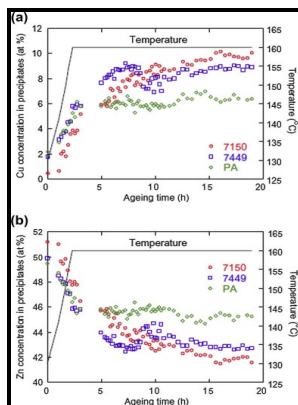 (a)
Temperature
Cu concentration in precipitates (at %)
12
10
8
6
4
2
0
165
160
155
150
145
140
135
130
125
Temperature (°C)
7150
7449
PA
0 5 10 15 20
Ageing time (h)
(b)
Temperature
Zn concentration in precipitates (at %)
52
50
48
46
44
42
40
165
160
155
150
145
140
135
130
125
Temperature (°C)
7150
7449
PA
0 5 10 15 20
Ageing time (h)